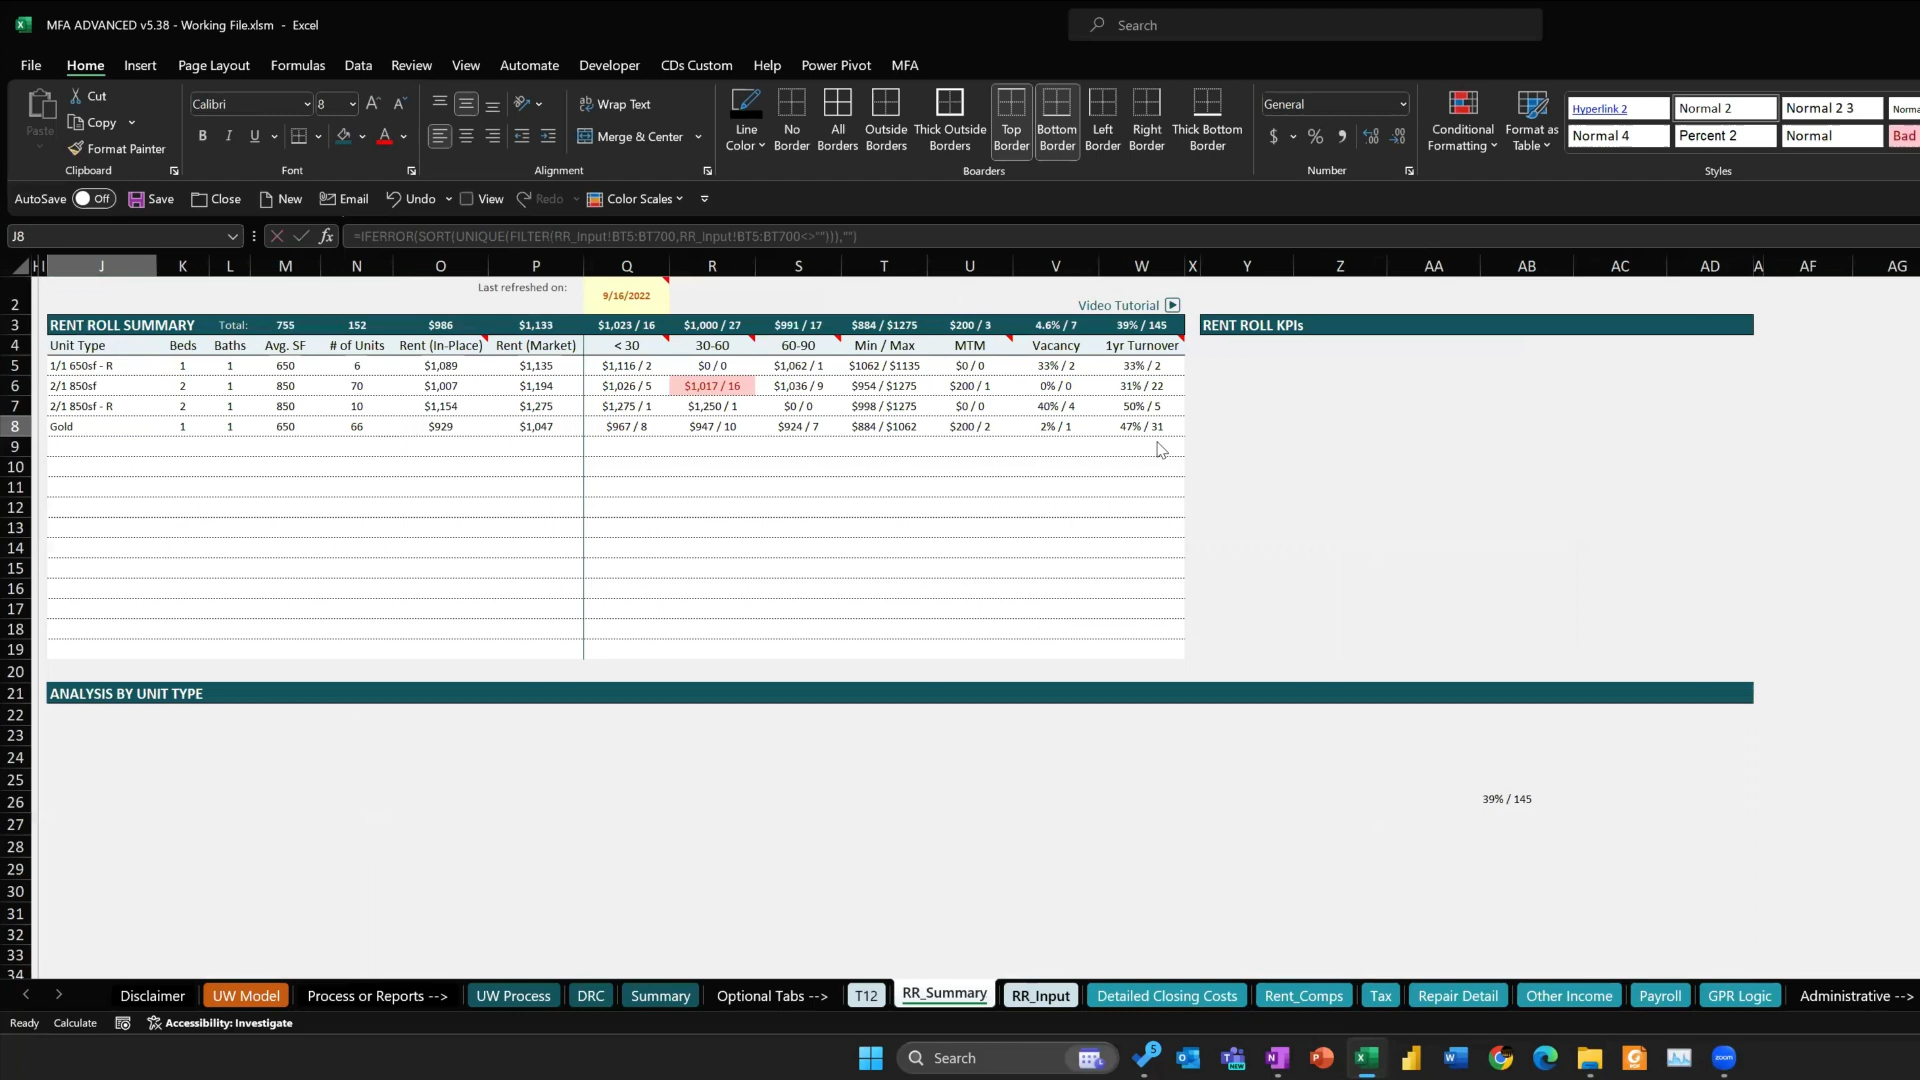 MFA ADVANCED v5.38 - Working File.xlsm - Excel
Search
File Home Insert Page Layout Formulas Data Review View Automate Developer CDs Custom Help Power Pivot MFA
Paste
Cut
Copy
Format Painter
Clipboard
Calibri 8
B I U
Font
Wrap Text
Merge & Center
Alignment
Line Color
No Border
All Borders
Outside Borders
Thick Outside Borders
Top Border
Bottom Border
Left Border
Right Border
Thick Bottom Border
Boarders
General
$ % 9
Number
Conditional Formatting
Format as Table
Hyperlink 2 Normal 2 Normal 2 3 Norma
Normal 4 Percent 2 Normal Bad
Styles
AutoSave Off Save Close New Email Undo View Redo Color Scales
J8 fx =IFERROR(SORT(UNIQUE(FILTER(RR_Input!BT5:BT700,RR_Input!BT5:BT700<>""))),"")
H I J K L M N O P Q R S T U V W X Y Z AA AB AC AD A AF AG
Last refreshed on: 9/16/2022
2 Video Tutorial
3 RENT ROLL SUMMARY Total: 755 152 $986 $1,133 $1,023 / 16 $1,000 / 27 $991 / 17 $884 / $1275 $200 / 3 4.6% / 7 39% / 145 RENT ROLL KPIs
4 Unit Type Beds Baths Avg. SF # of Units Rent (In-Place) Rent (Market) < 30 30-60 60-90 Min / Max MTM Vacancy 1yr Turnover
5 1/1 650sf - R 1 1 650 6 $1,089 $1,135 $1,116 / 2 $0 / 0 $1,062 / 1 $1062 / $1135 $0 / 0 33% / 2 33% / 2
6 2/1 850sf 2 1 850 70 $1,007 $1,194 $1,026 / 5 $1,017 / 16 $1,036 / 9 $954 / $1275 $200 / 1 0% / 0 31% / 22
7 2/1 850sf - R 2 1 850 10 $1,154 $1,275 $1,275 / 1 $1,250 / 1 $0 / 0 $998 / $1275 $0 / 0 40% / 4 50% / 5
8 Gold 1 1 650 66 $929 $1,047 $967 / 8 $947 / 10 $924 / 7 $884 / $1062 $200 / 2 2% / 1 47% / 31
9
10
11
12
13
14
15
16
17
18
19
20
21 ANALYSIS BY UNIT TYPE
22
23
24
25
26 39% / 145
27
28
29
30
31
32
33
34
Disclaimer UW Model Process or Reports --> UW Process DRC Summary Optional Tabs --> T12 RR_Summary RR_Input Detailed Closing Costs Rent_Comps Tax Repair Detail Other Income Payroll GPR Logic Administrative -->
Ready Calculate Accessibility: Investigate
Search 5 NEW zoom